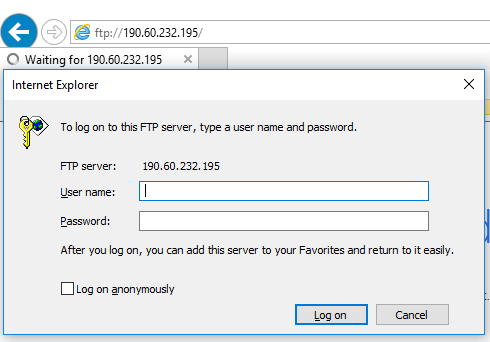 ftp://190.60.232.195/
Waiting for 190.60.232.195
Internet Explorer
To log on to this FTP server, type a user name and password.
FTP server: 190.60.232.195
User name:
Password:
After you log on, you can add this server to your Favorites and return to it easily.
Log on anonymously
Log on Cancel